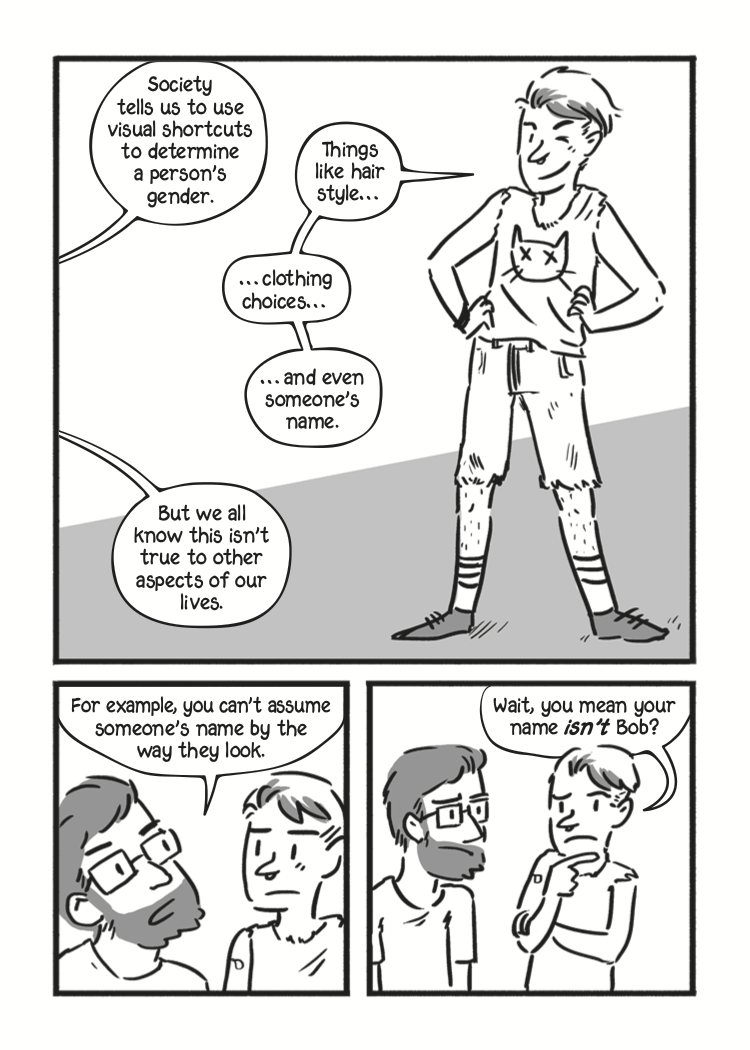 Society
tells us to use
visual shortcuts
to determine
a person's
gender.
Things
like hair
style...
...clothing
choices...
...and even
someone's
name.
But we all
know this isn't
true to other
aspects of our
lives.
For example, you can't assume
someone's name by the
way they look.
Wait, you mean your
name isn't Bob?